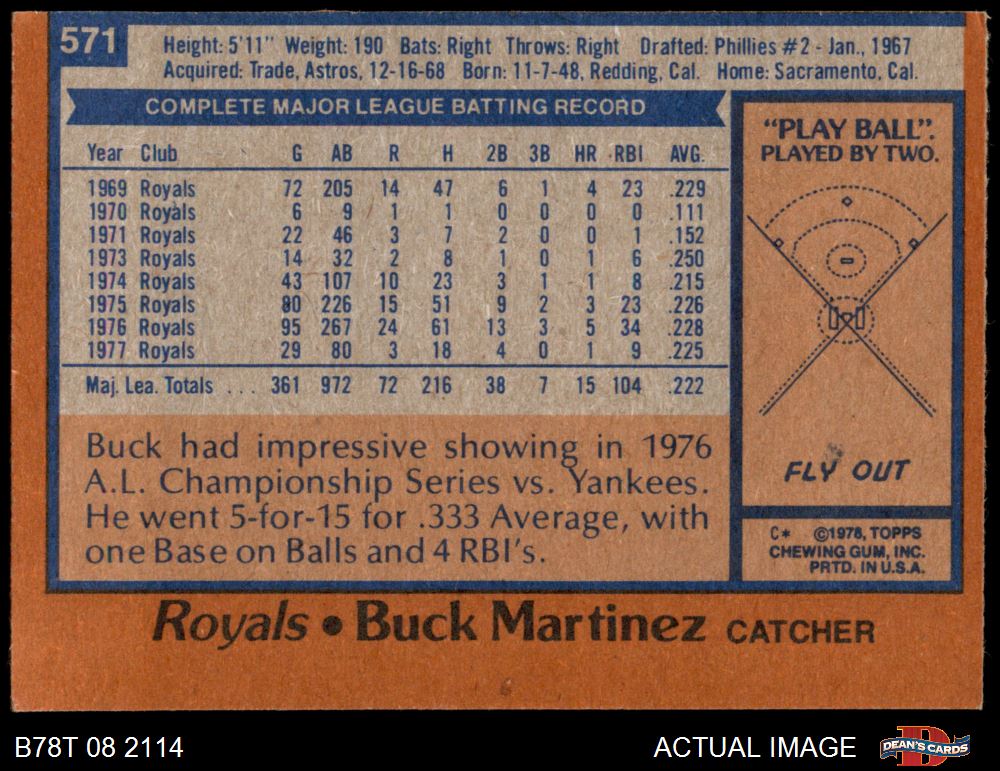 571
Height: 5'11" Weight: 190 Bats: Right Throws: Right Drafted: Phillies #2 - Jan., 1967
Acquired: Trade, Astros, 12-16-68 Born: 11-7-48, Redding, Cal. Home: Sacramento, Cal.
COMPLETE MAJOR LEAGUE BATTING RECORD
Year Club G AB R H 2B 3B HR RBI AVG.
1969 Royals 72 205 14 47 6 1 4 23 .229
1970 Royals 6 9 1 1 0 0 0 0 .111
1971 Royals 22 46 3 7 2 0 0 1 .152
1973 Royals 14 32 2 8 1 0 1 6 .250
1974 Royals 43 107 10 23 3 1 1 8 .215
1975 Royals 80 226 15 51 9 2 3 23 .226
1976 Royals 95 267 24 61 13 3 5 34 .228
1977 Royals 29 80 3 18 4 0 1 9 .225
Maj. Lea. Totals ... 361 972 72 216 38 7 15 104 .222
Buck had impressive showing in 1976
A.L. Championship Series vs. Yankees.
He went 5-for-15 for .333 Average, with
one Base on Balls and 4 RBI's.
"PLAY BALL".
PLAYED BY TWO.
FLY OUT
C* ©1978, TOPPS
CHEWING GUM, INC.
PRTD. IN U.S.A.
Royals • Buck Martinez CATCHER
B78T 08 2114
ACTUAL IMAGE
DEAN'S CARDS